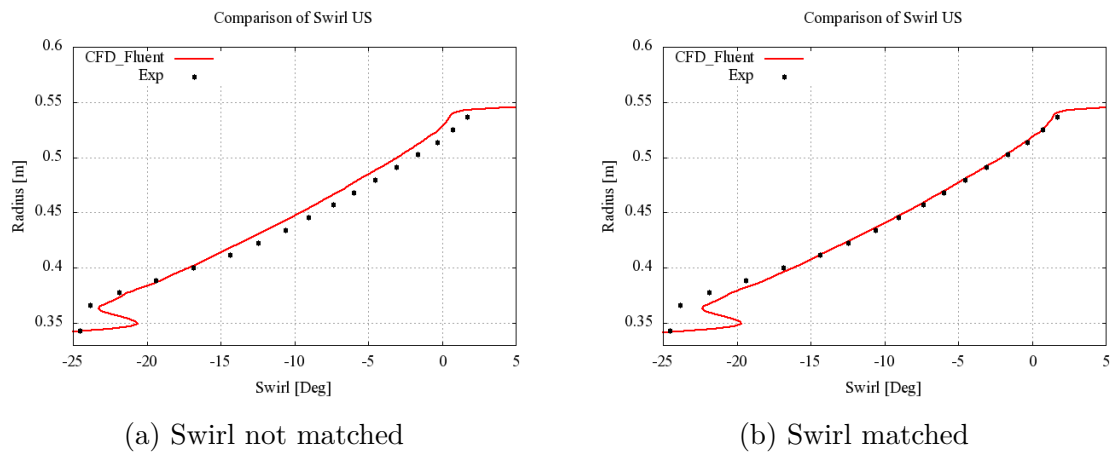 Comparison of Swirl US
CFD_Fluent
Exp
Radius [m]
0.6
0.55
0.5
0.45
0.4
0.35
-25 -20 -15 -10 -5 0 5
Swirl [Deg]
(a) Swirl not matched
Comparison of Swirl US
CFD_Fluent
Exp
Radius [m]
0.6
0.55
0.5
0.45
0.4
0.35
-25 -20 -15 -10 -5 0 5
Swirl [Deg]
(b) Swirl matched